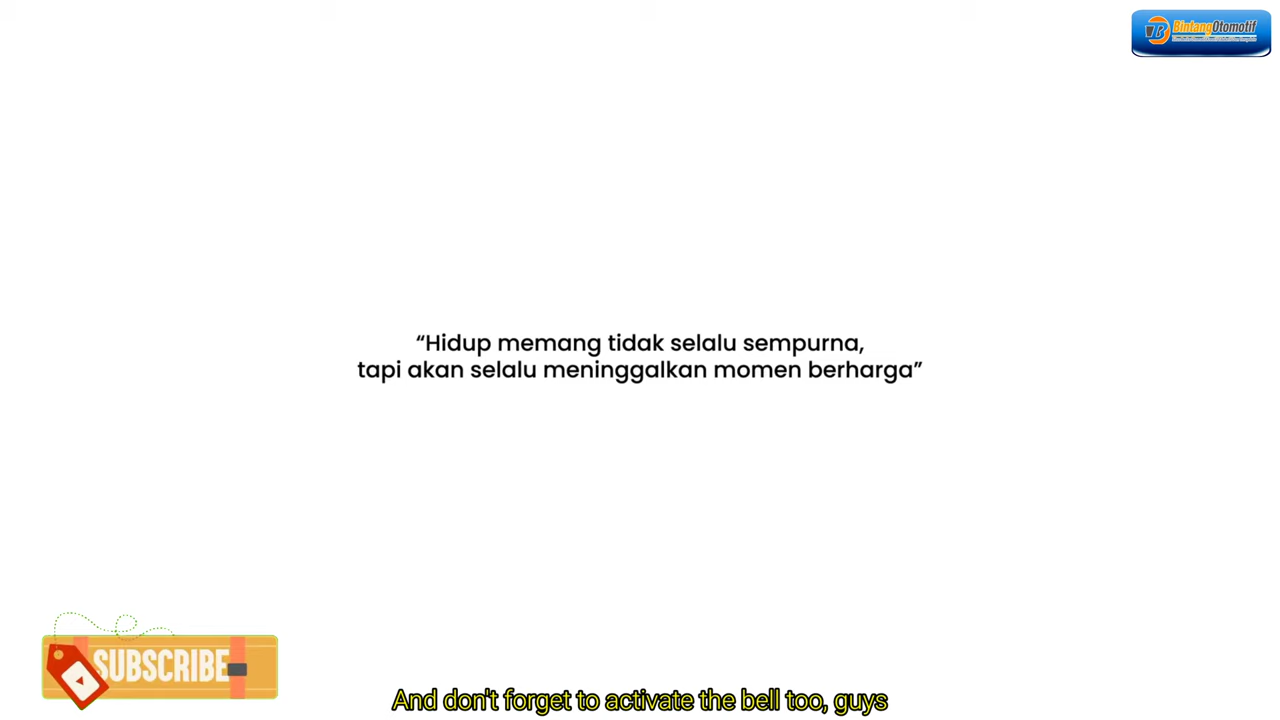 BintangOtomotif
“Hidup memang tidak selalu sempurna,
tapi akan selalu meninggalkan momen berharga”
SUBSCRIBE
And don't forget to activate the bell too, guys